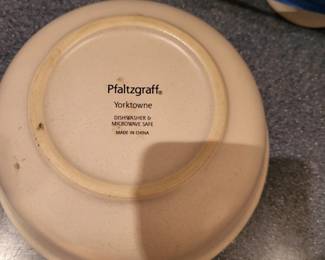 Pfaltzgraff®
Yorktowne
DISHWASHER &
MICROWAVE SAFE
MADE IN CHINA